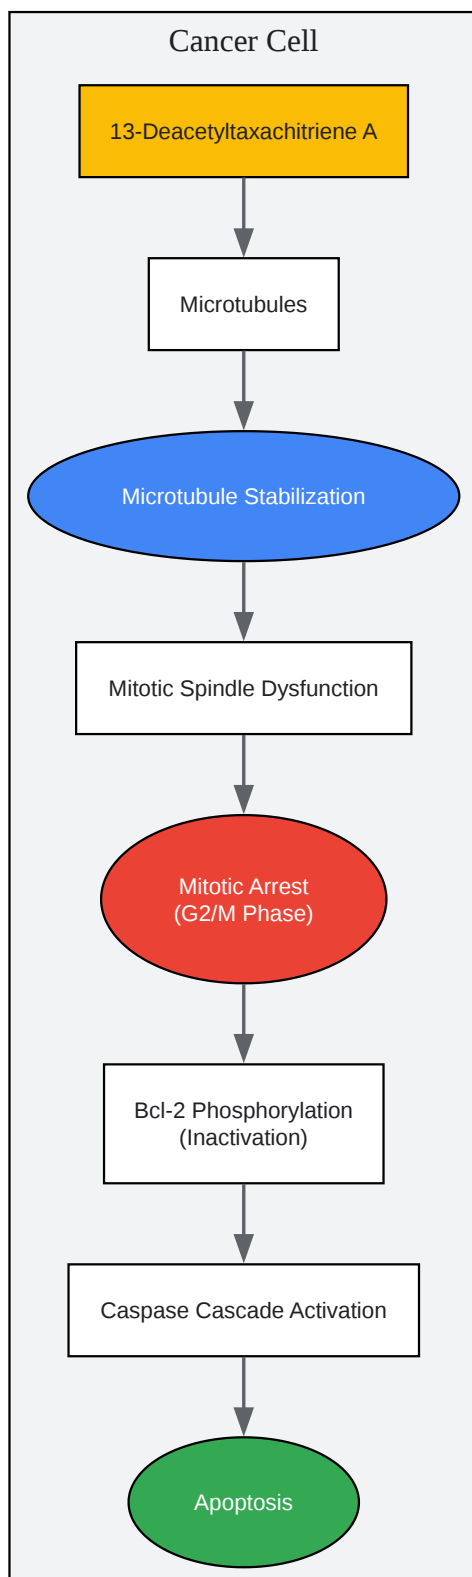 Cancer Cell
13-Deacetyltaxachitriene A
Microtubules
Microtubule Stabilization
Mitotic Spindle Dysfunction
Mitotic Arrest
(G2/M Phase)
Bcl-2 Phosphorylation
(Inactivation)
Caspase Cascade Activation
Apoptosis